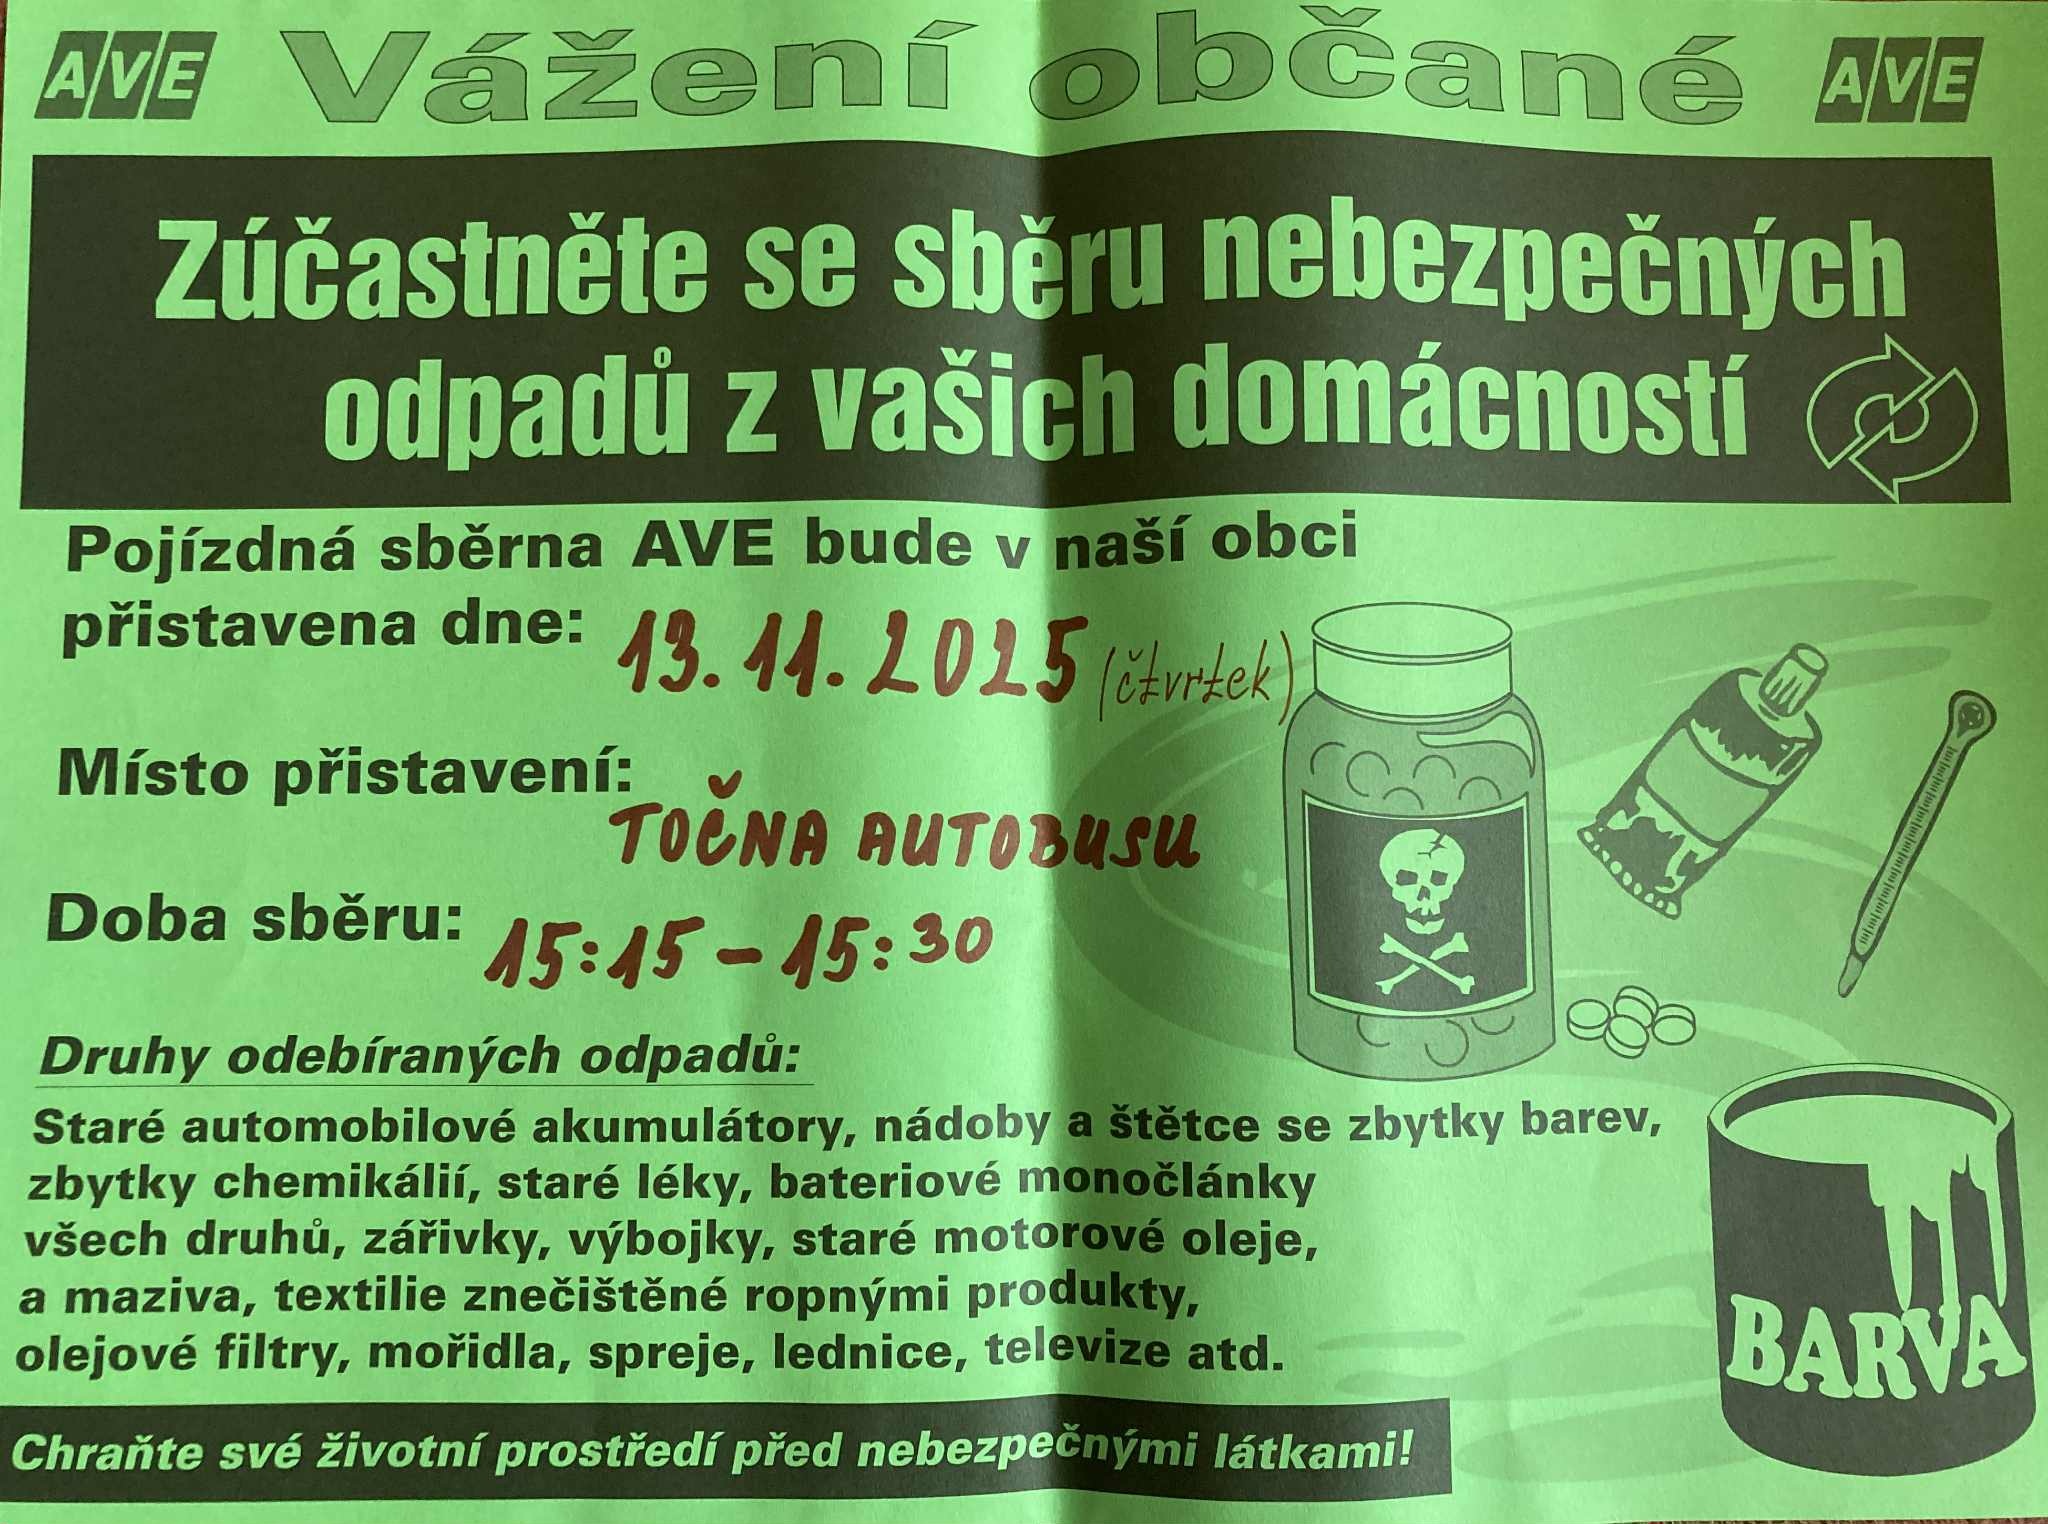 AVE Vážení občané AVE
Zúčastněte se sběru nebezpečných
odpadů z vašich domácností
Pojízdná sběrna AVE bude v naší obci
přistavena dne: 13.11.2025 (čtvrtek)
Místo přistavení:
TOČNA AUTOBUSU
Doba sběru: 15:15 - 15:30
Druhy odebíraných odpadů:
Staré automobilové akumulátory, nádoby a štětce se zbytky barev,
zbytky chemikálií, staré léky, bateriové monočlánky
všech druhů, zářivky, výbojky, staré motorové oleje,
a maziva, textilie znečištěné ropnými produkty,
olejové filtry, mořidla, spreje, lednice, televize atd.
BARVA
Chraňte své životní prostředí před nebezpečnými látkami!